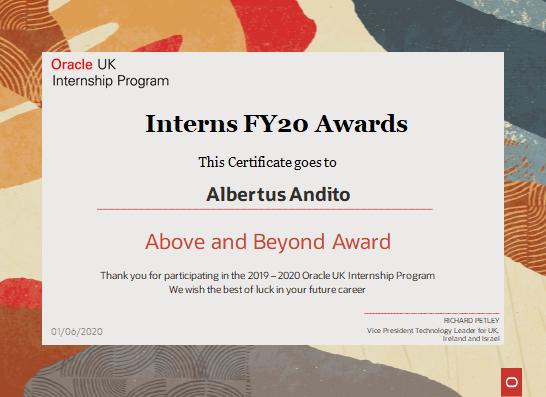 Oracle UK
Internship Program
Interns FY20 Awards
This Certificate goes to
Albertus Andito
Above and Beyond Award
Thank you for participating in the 2019 – 2020 Oracle UK Internship Program
We wish the best of luck in your future career
01/06/2020
RICHARD PETLEY
Vice President Technology Leader for UK,
Ireland and Israel